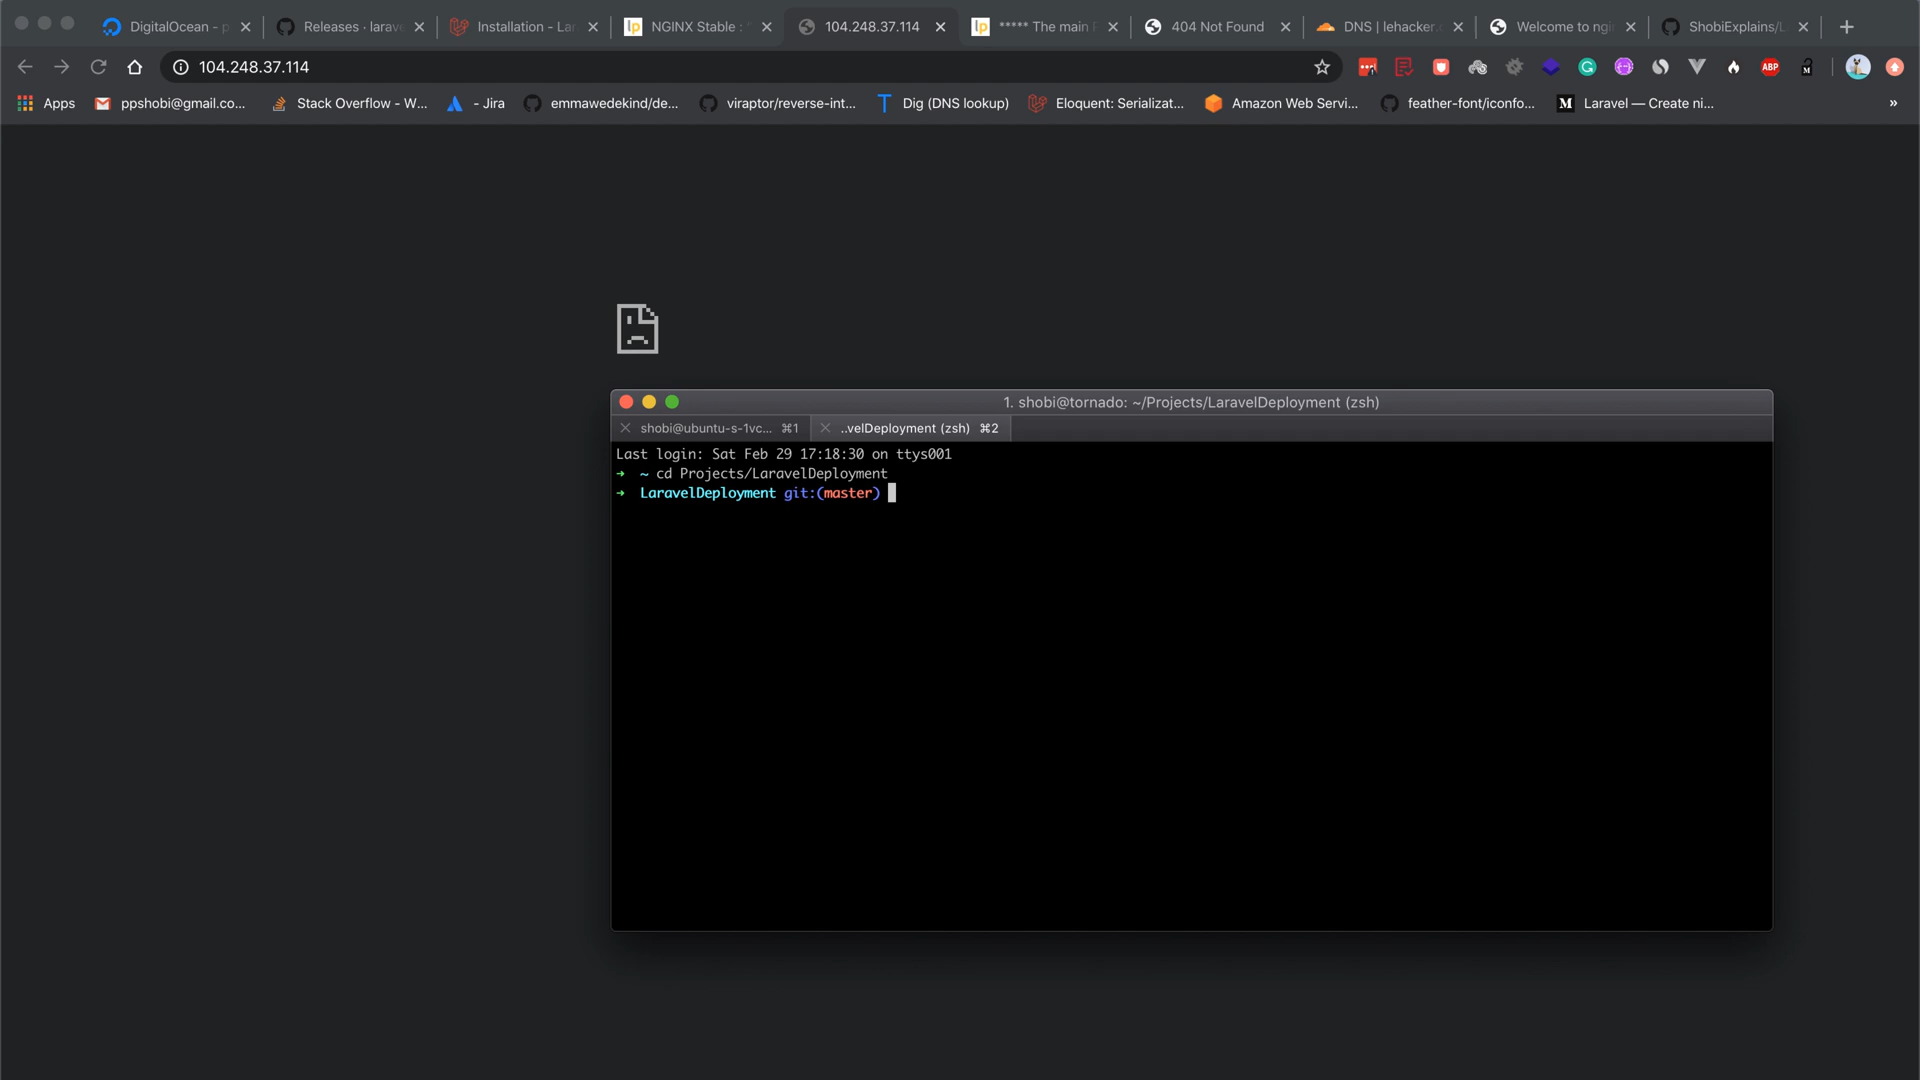 DigitalOcean - p
Releases · larave
Installation - Lar
NGINX Stable : "
104.248.37.114
***** The main P
404 Not Found
DNS | lehacker.c
Welcome to ngi
ShobiExplains/L
104.248.37.114
ABP
Apps
ppshobi@gmail.co...
Stack Overflow - W...
- Jira
emmawedekind/de...
viraptor/reverse-int...
Dig (DNS lookup)
Eloquent: Serializat...
Amazon Web Servi...
feather-font/iconfo...
Laravel — Create ni...
»
1. shobi@tornado: ~/Projects/LaravelDeployment (zsh)
shobi@ubuntu-s-1vc... ⌘1
..velDeployment (zsh) ⌘2
Last login: Sat Feb 29 17:18:30 on ttys001
➜ ~ cd Projects/LaravelDeployment
➜ LaravelDeployment git:(master)